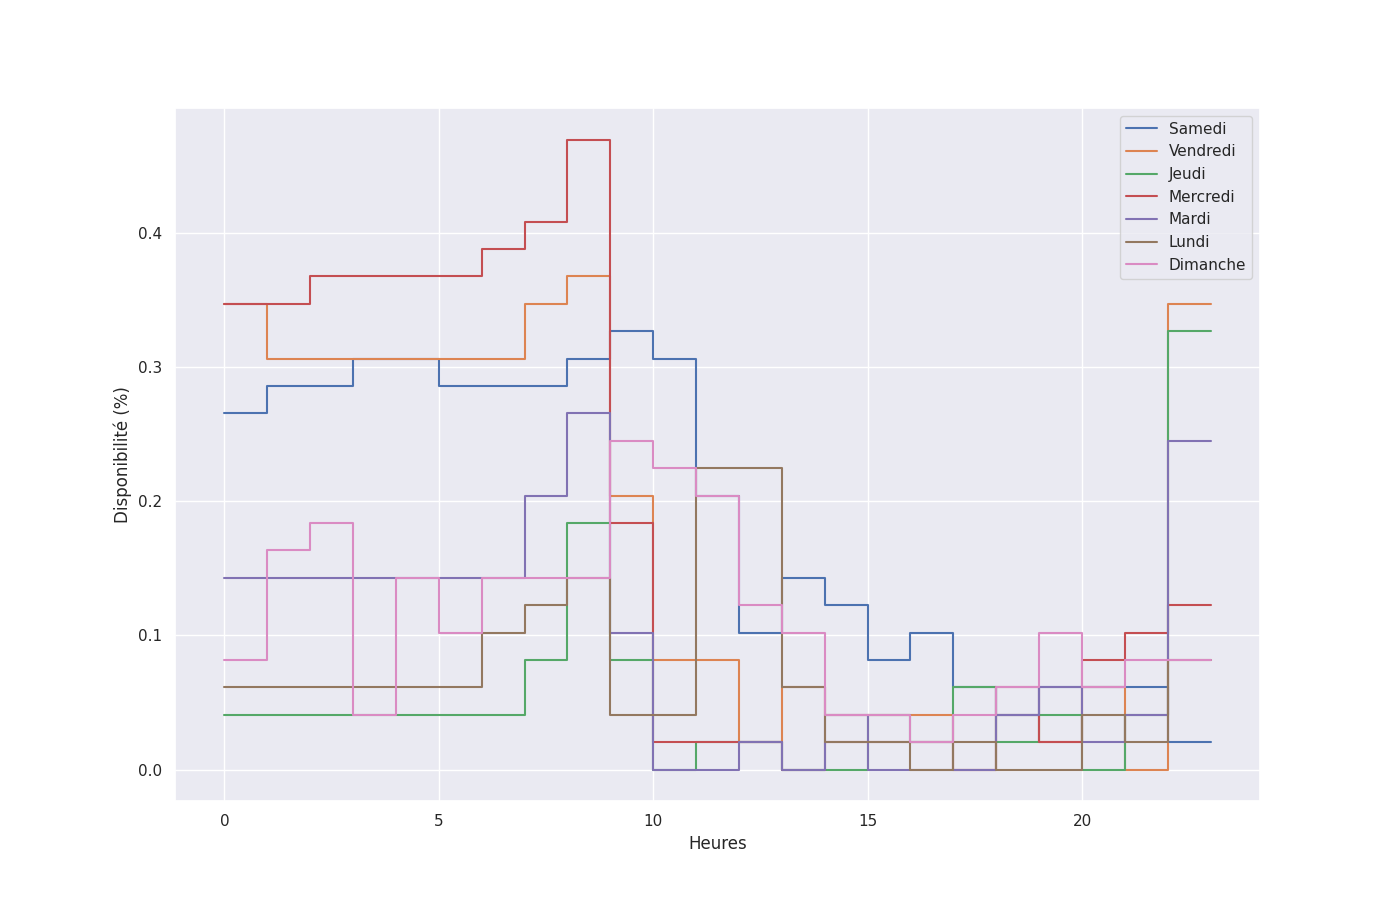 Samedi
Vendredi
Jeudi
Mercredi
Mardi
Lundi
Dimanche
0.4
0.3
0.2
0.1
0.0
Disponibilité (%)
0 5 10 15 20
Heures